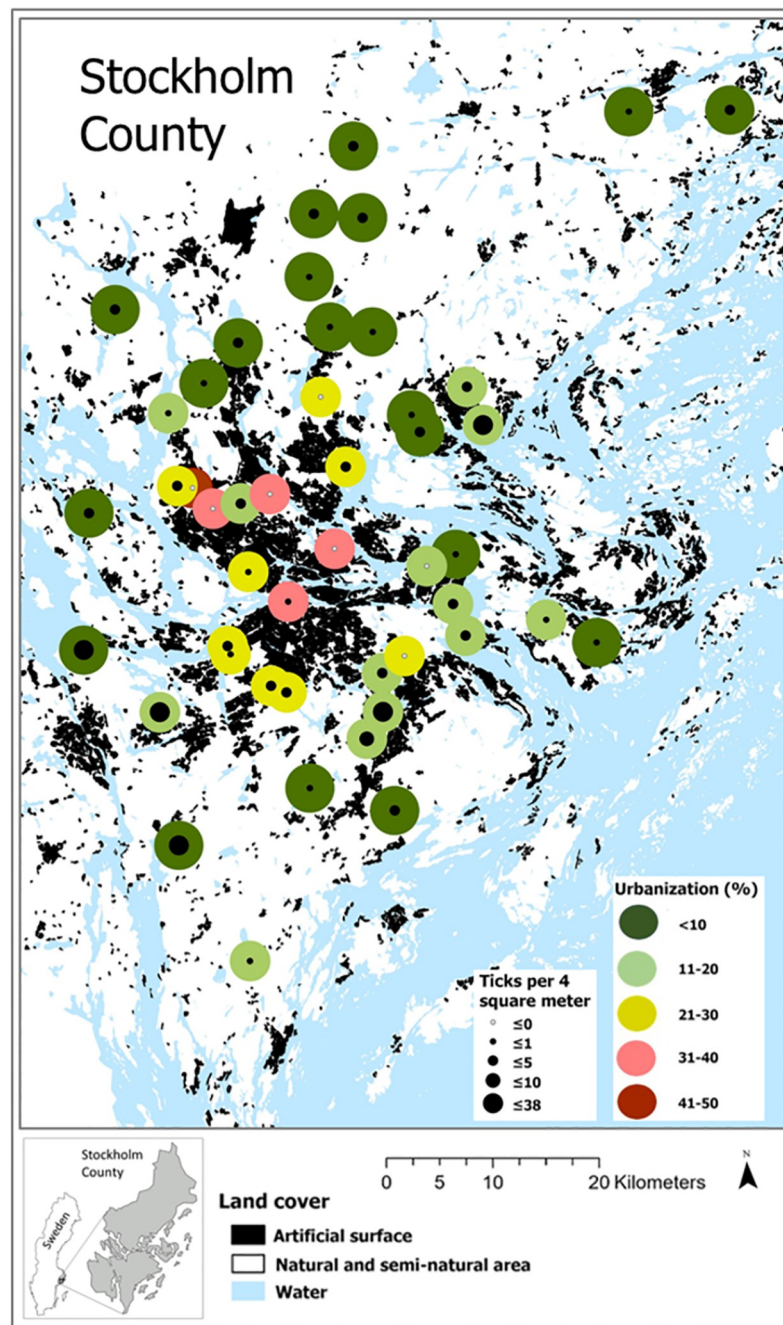 Stockholm
County
Urbanization (%)
<10
11-20
21-30
31-40
41-50
Ticks per 4
square meter
≤0
≤1
≤5
≤10
≤38
Stockholm
County
Sweden
Land cover
Artificial surface
Natural and semi-natural area
Water
0 5 10 20 Kilometers
N